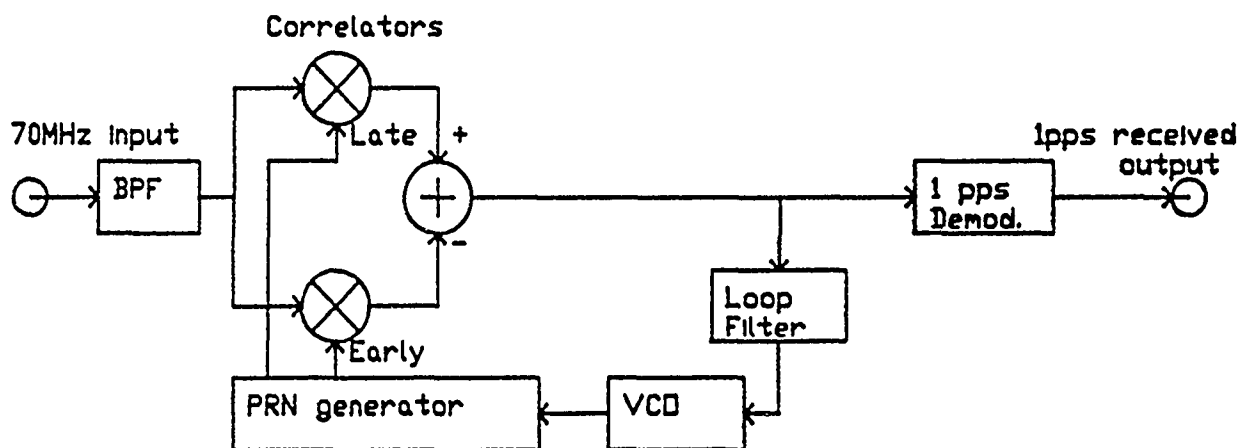 Correlators
70MHz input
BPF
Late
+
-
Early
1pps received
output
1 pps
Demod.
Loop
Filter
PRN generator
VCO